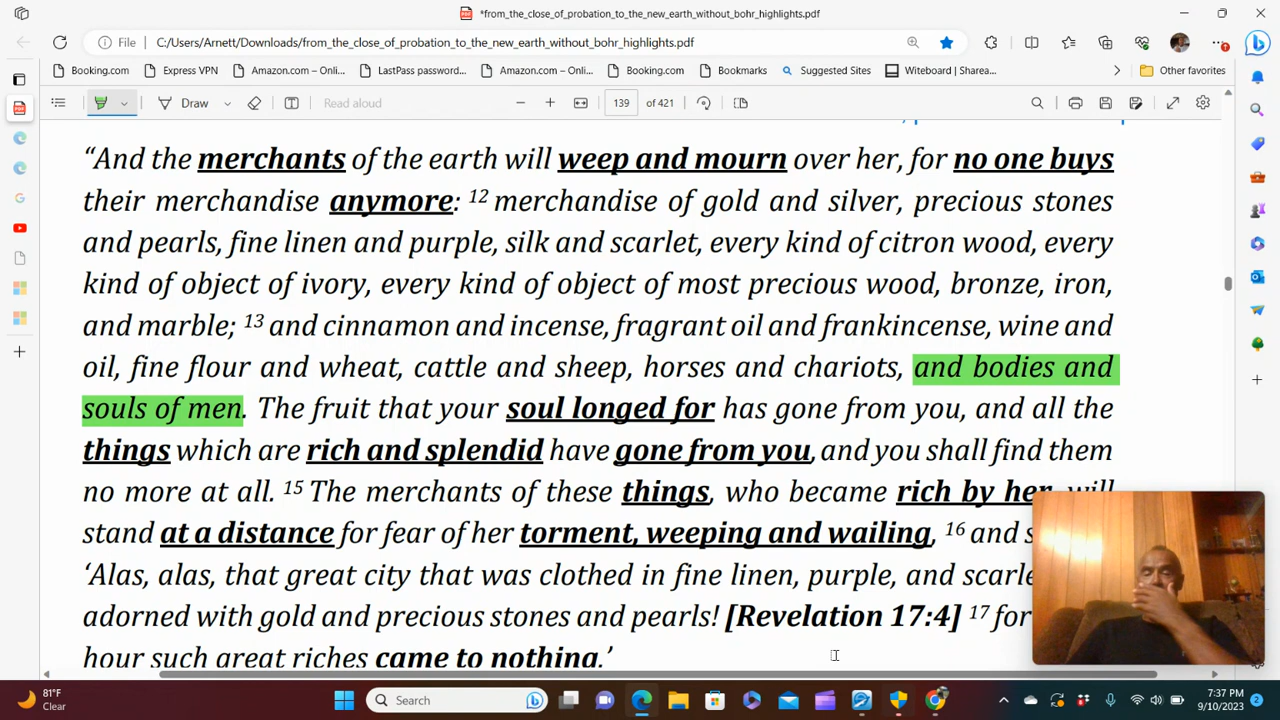 *from_the_close_of_probation_to_the_new_earth_without_bohr_highlights.pdf
File
C:/Users/Arnett/Downloads/from_the_close_of_probation_to_the_new_earth_without_bohr_highlights.pdf
Booking.com
Express VPN
Amazon.com – Onli...
LastPass password...
Amazon.com – Onli...
Booking.com
Bookmarks
Suggested Sites
Witeboard | Sharea...
Other favorites
Draw
Read aloud
139
of 421
“And the merchants of the earth will weep and mourn over her, for no one buys
their merchandise anymore: 12 merchandise of gold and silver, precious stones
and pearls, fine linen and purple, silk and scarlet, every kind of citron wood, every
kind of object of ivory, every kind of object of most precious wood, bronze, iron,
and marble; 13 and cinnamon and incense, fragrant oil and frankincense, wine and
oil, fine flour and wheat, cattle and sheep, horses and chariots, and bodies and
souls of men. The fruit that your soul longed for has gone from you, and all the
things which are rich and splendid have gone from you, and you shall find them
no more at all. 15 The merchants of these things, who became rich by her, will
stand at a distance for fear of her torment, weeping and wailing, 16 and
‘Alas, alas, that great city that was clothed in fine linen, purple, and
adorned with gold and precious stones and pearls! [Revelation 17:4] 17 for
hour such great riches came to nothing.’
81°F
Clear
Search
7:37 PM
9/10/2023
2